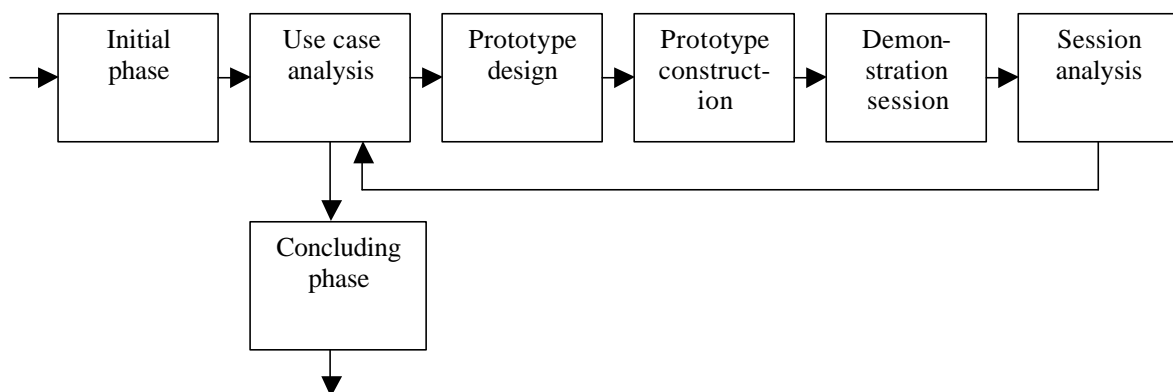 Initial
phase
Use case
analysis
Prototype
design
Prototype
construct-
ion
Demon-
stration
session
Session
analysis
Concluding
phase